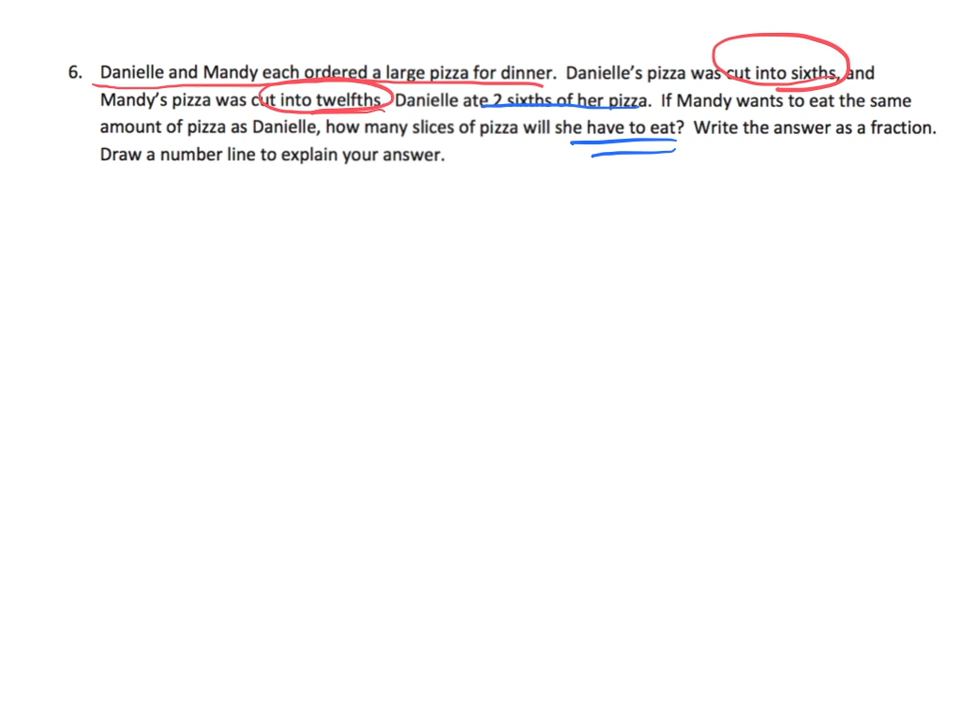 6. Danielle and Mandy each ordered a large pizza for dinner. Danielle's pizza was cut into sixths, and
Mandy's pizza was cut into twelfths. Danielle ate 2 sixths of her pizza. If Mandy wants to eat the same
amount of pizza as Danielle, how many slices of pizza will she have to eat? Write the answer as a fraction.
Draw a number line to explain your answer.